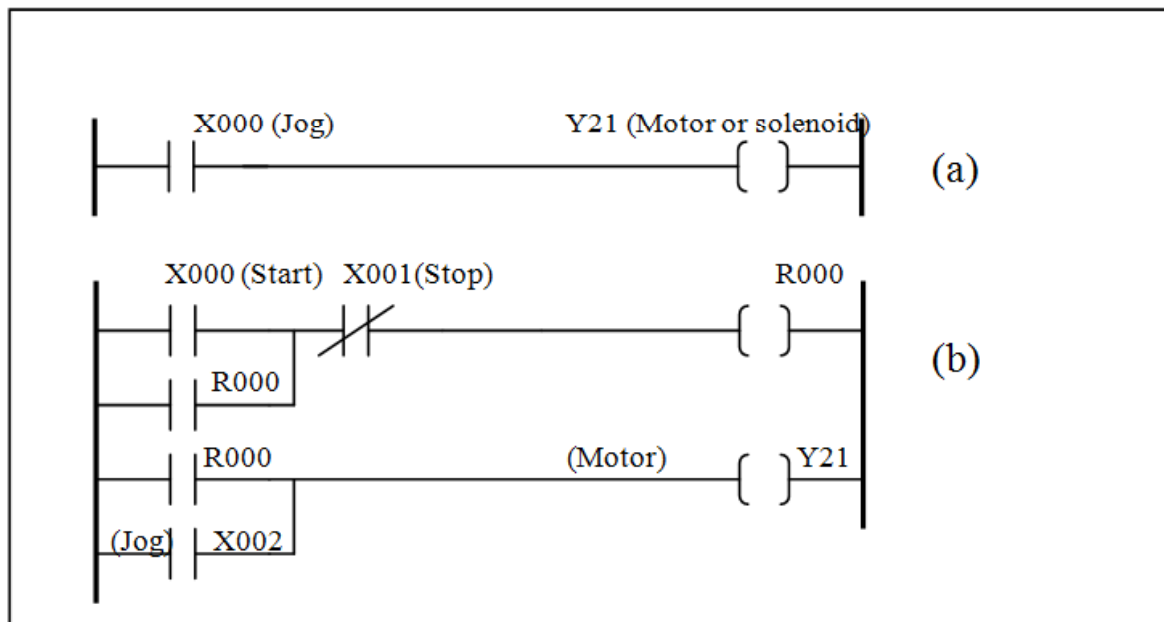 X000 (Jog) Y21 (Motor or solenoid)
(a)
X000 (Start) X001(Stop) R000
(b)
R000
R000 (Motor) Y21
(Jog) X002